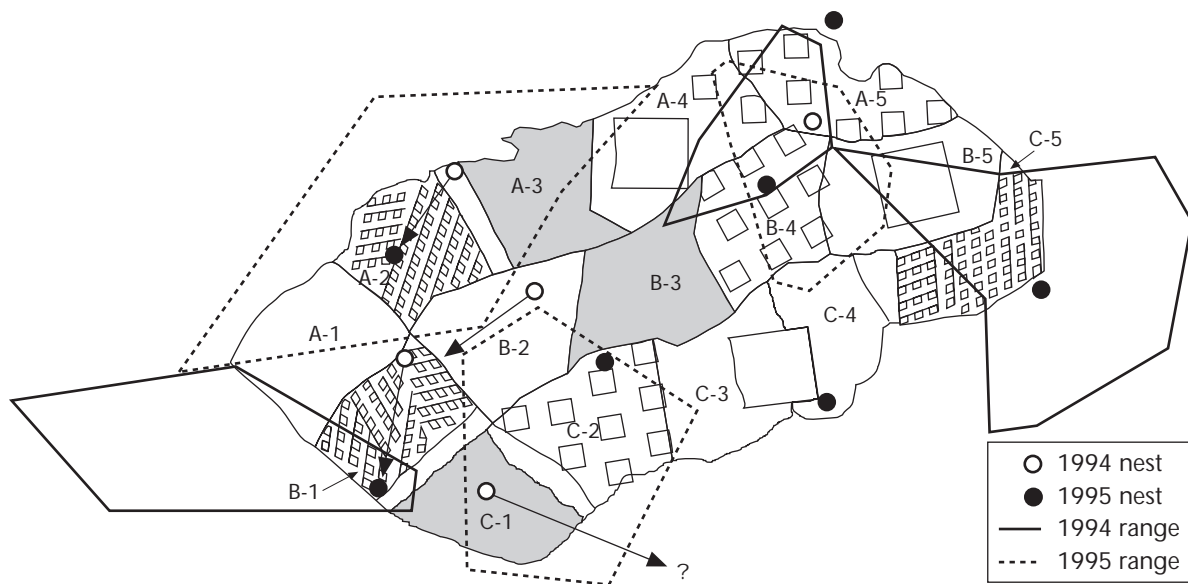 A-4
A-5
C-5
B-5
A-3
B-4
A-2
B-3
C-4
A-1
B-2
C-3
C-2
B-1
C-1
?
1994 nest
1995 nest
1994 range
1995 range